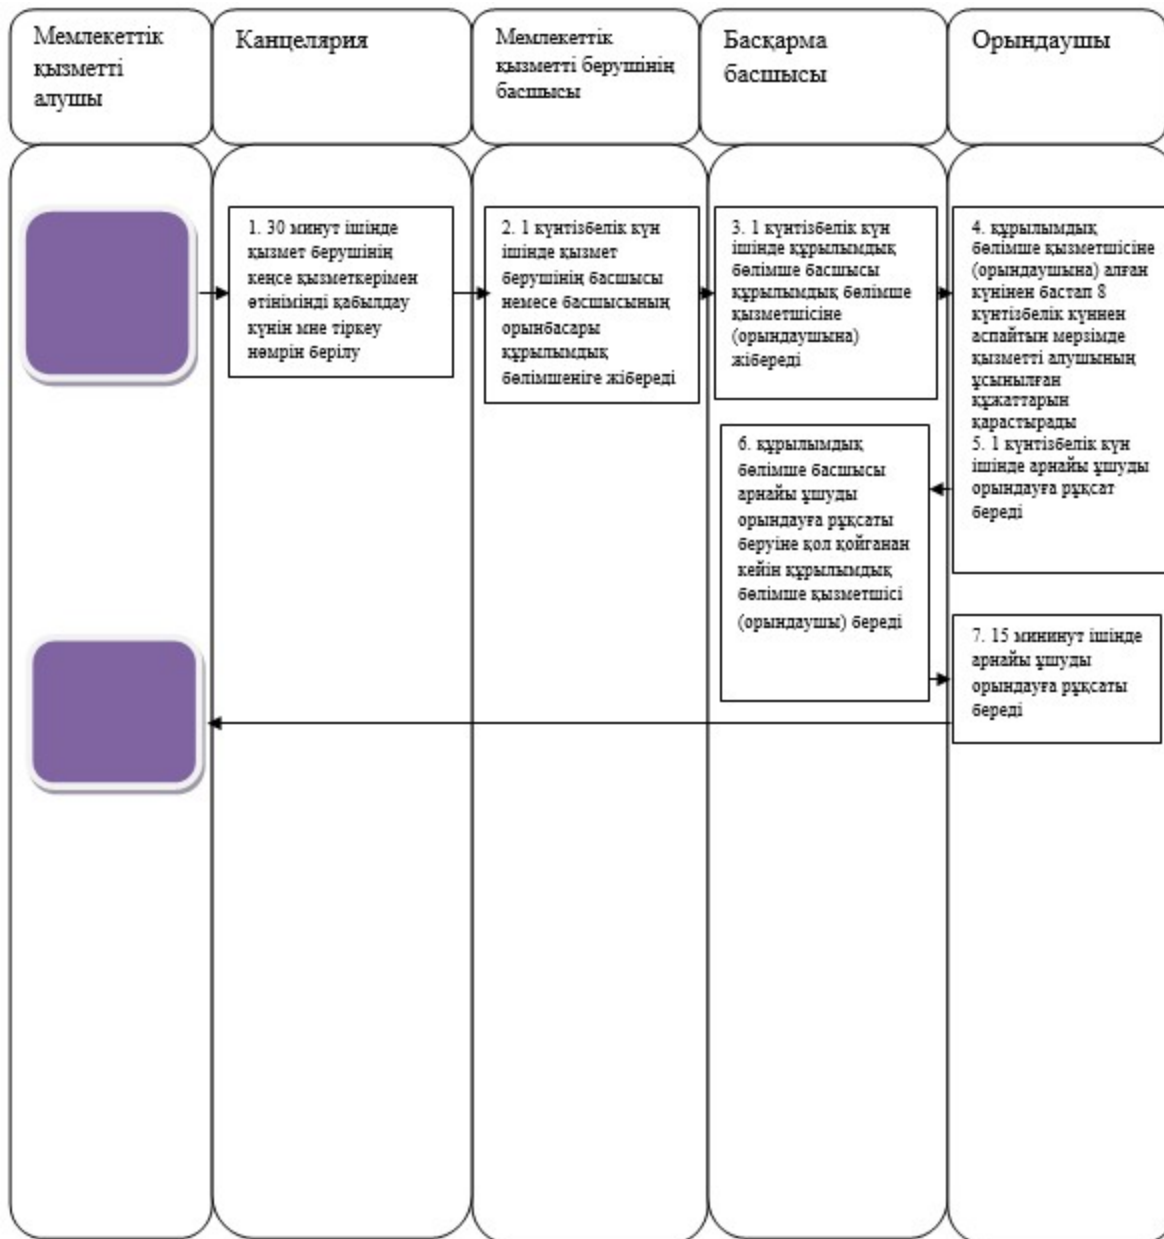 Мемлекеттік
қызметті
алушы
Канцелярия
Мемлекеттік
қызметті берушінің
басшысы
Басқарма
басшысы
Орындаушы
1. 30 минут ішінде
қызмет берушінің
кеңсе қызметкерімен
өтінімінді қабылдау
күнін мне тіркеу
нөмрін берілу
2. 1 күнтізбелік күн
ішінде қызмет
берушінің басшысы
немесе басшысының
орынбасары
құрылымдық
бөлімшеніге жібереді
3. 1 күнтізбелік күн
ішінде құрылымдық
бөлімше басшысы
құрылымдық бөлімше
қызметшісіне
(орындаушына)
жібереді
4. құрылымдық
бөлімше қызметшісіне
(орындаушына) алған
күнінен бастап 8
күнтізбелік күннен
аспайтын мерзімде
қызметті алушының
ұсынылған
құжаттарын
қарастырады
5. 1 күнтізбелік күн
ішінде арнайы ұшуды
орындауға рұқсат
береді
6. құрылымдық
бөлімше басшысы
арнайы ұшуды
орындауға рұқсаты
беруіне қол қойганан
кейін құрылымдық
бөлімше қызметшісі
(орындаушы) береді
7. 15 мининут ішінде
арнайы ұшуды
орындауға рұқсаты
береді